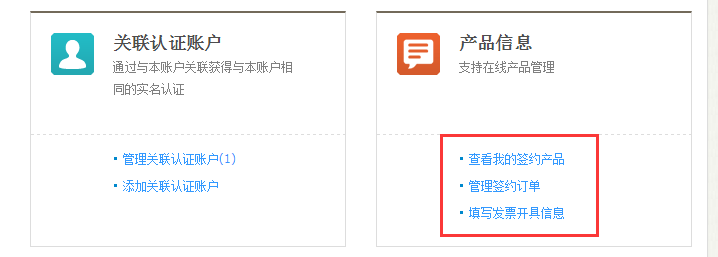 关联认证账户
通过与本账户关联获得与本账户相
同的实名认证
• 管理关联认证账户(1)
• 添加关联认证账户
产品信息
支持在线产品管理
• 查看我的签约产品
• 管理签约订单
• 填写发票开具信息